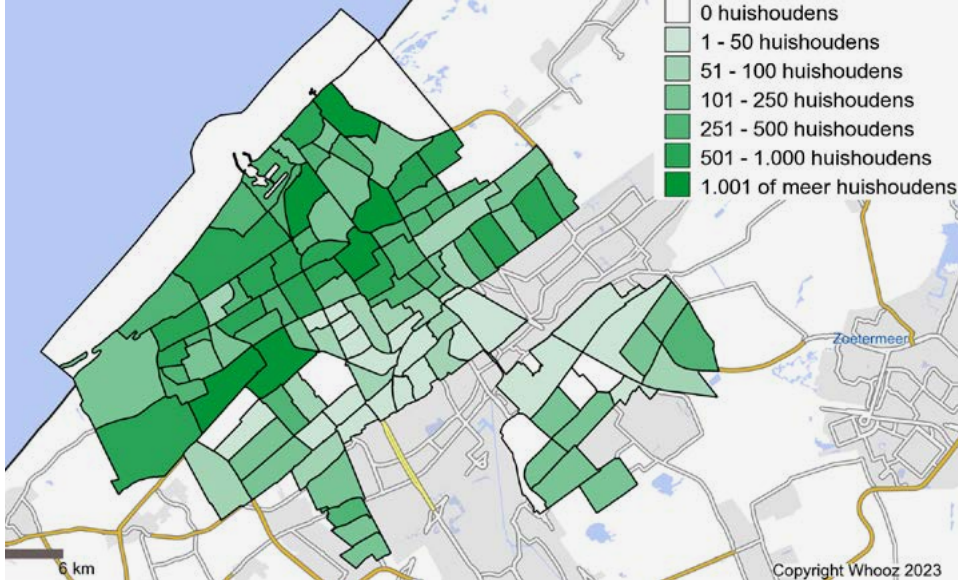 0 huishoudens
1 - 50 huishoudens
51 - 100 huishoudens
101 - 250 huishoudens
251 - 500 huishoudens
501 - 1.000 huishoudens
1.001 of meer huishoudens
Zoetermeer
6 km
Copyright Whooz 2023